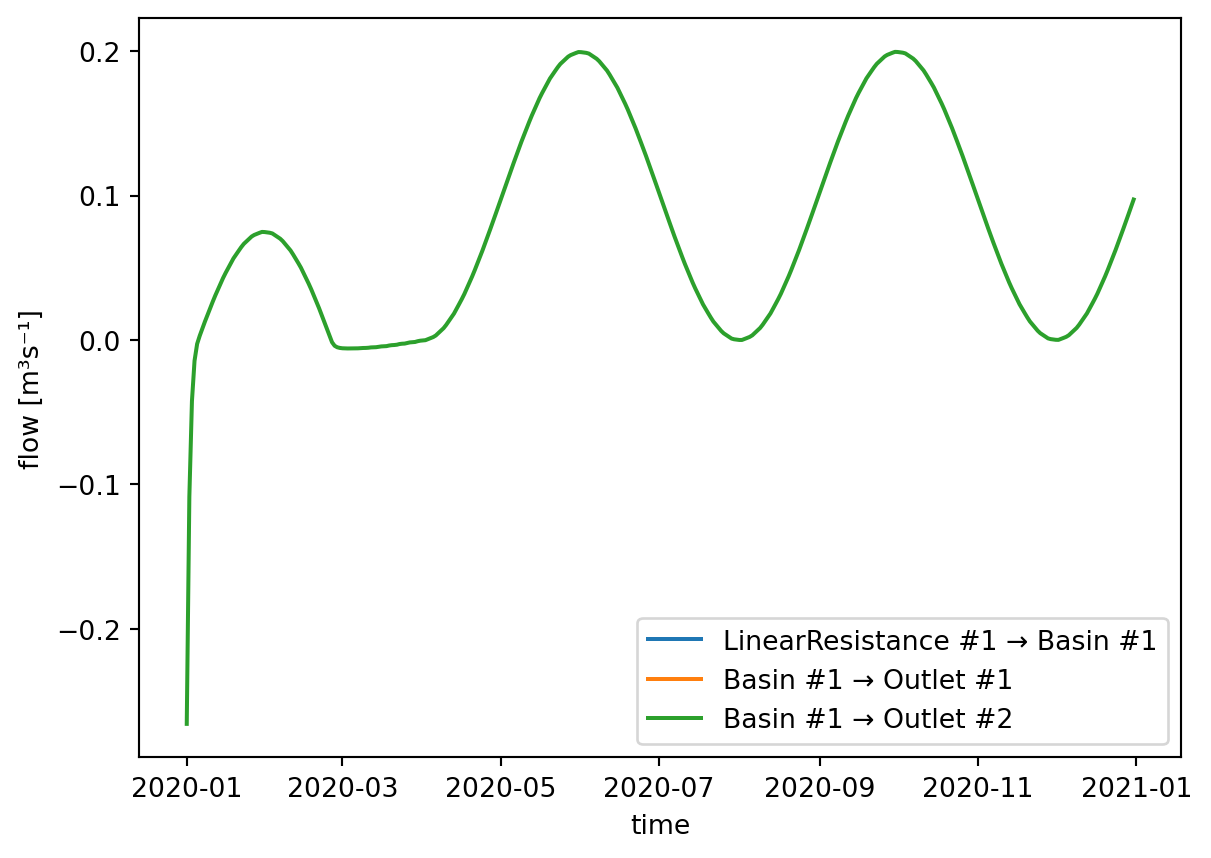 0.2
0.1
0.0
−0.1
−0.2
flow [m³s⁻¹]
LinearResistance #1 → Basin #1
Basin #1 → Outlet #1
Basin #1 → Outlet #2
2020-01 2020-03 2020-05 2020-07 2020-09 2020-11 2021-01
time